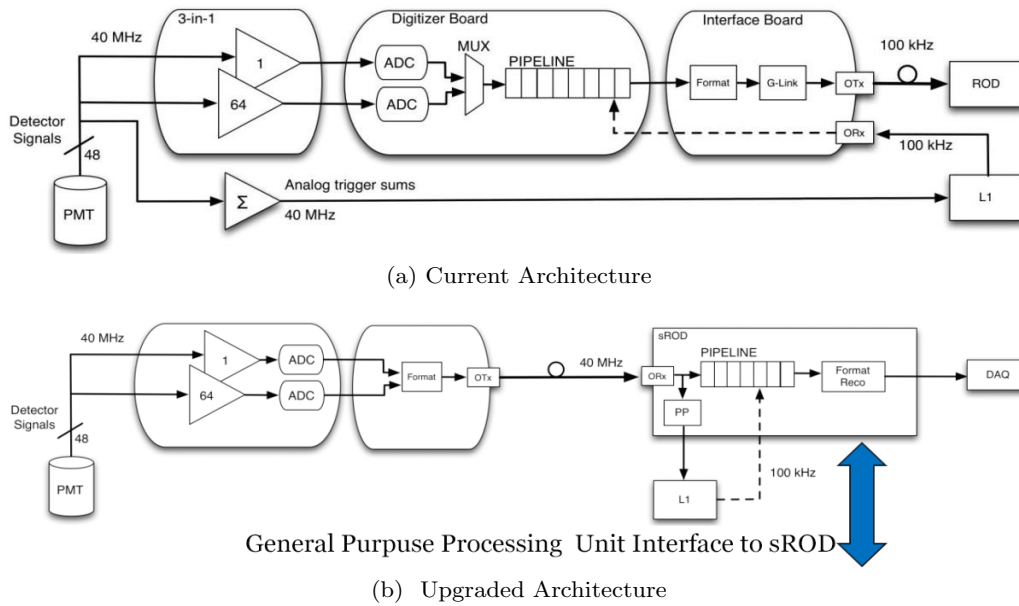 3-in-1
Digitizer Board
Interface Board
40 MHz
MUX
100 kHz
1
ADC
PIPELINE
64
ADC
Format
G-Link
OTx
ROD
Detector
Signals
48
ORx
100 kHz
PMT
Σ
Analog trigger sums
40 MHz
L1
(a) Current Architecture
sROD
40 MHz
40 MHz
PIPELINE
1
ADC
Format
OTx
ORx
Format
Reco
DAQ
64
ADC
PP
Detector
Signals
48
100 kHz
PMT
L1
General Purpuse Processing Unit Interface to sROD
(b) Upgraded Architecture